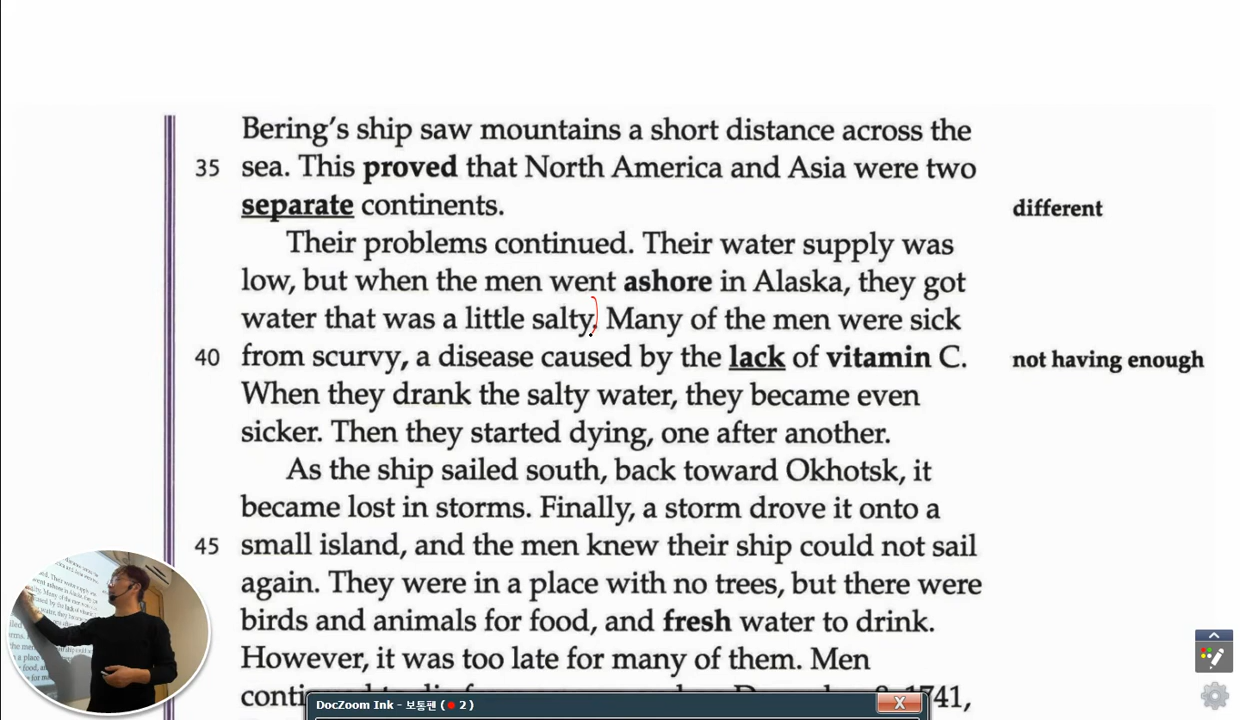 Bering's ship saw mountains a short distance across the
35 sea. This proved that North America and Asia were two
separate continents. different
Their problems continued. Their water supply was
low, but when the men went ashore in Alaska, they got
water that was a little salty. Many of the men were sick
40 from scurvy, a disease caused by the lack of vitamin C. not having enough
When they drank the salty water, they became even
sicker. Then they started dying, one after another.
As the ship sailed south, back toward Okhotsk, it
became lost in storms. Finally, a storm drove it onto a
45 small island, and the men knew their ship could not sail
again. They were in a place with no trees, but there were
birds and animals for food, and fresh water to drink.
However, it was too late for many of them. Men
1741,
DocZoom Ink - 보통펜 ( 2 )